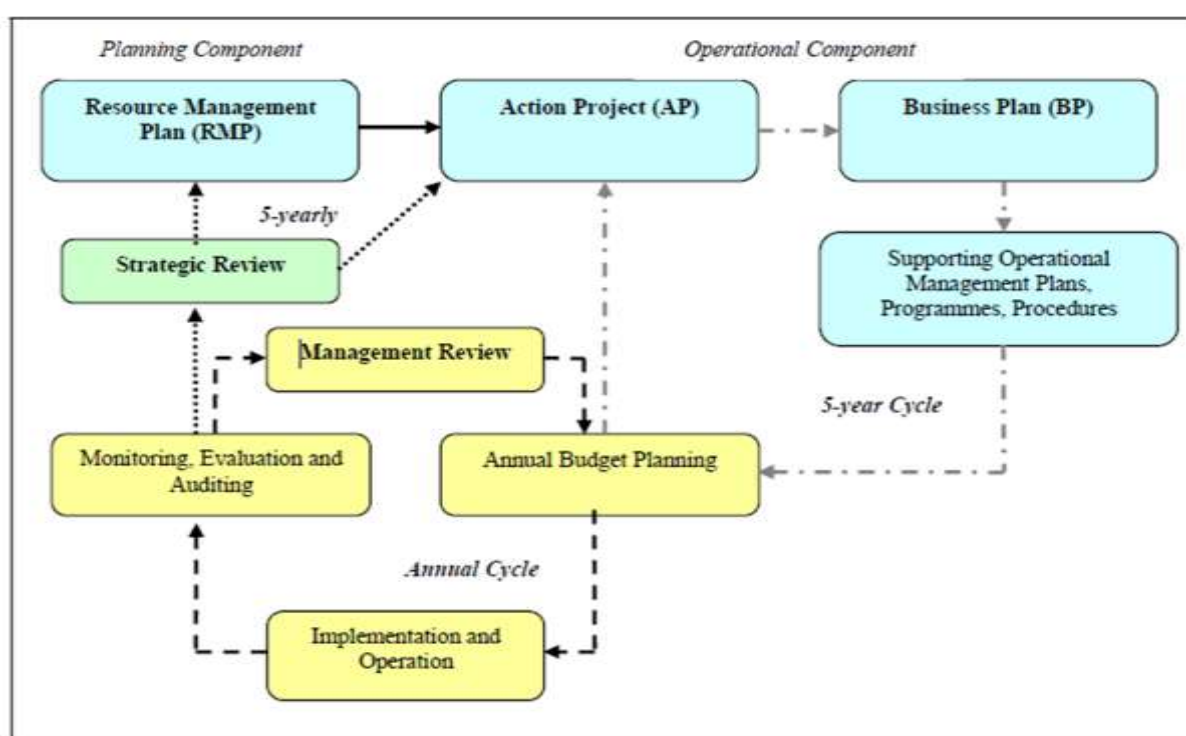 Planning Component
Operational Component
Resource Management
Plan (RMP)
Action Project (AP)
Business Plan (BP)
5-yearly
Strategic Review
Supporting Operational
Management Plans,
Programmes, Procedures
Management Review
5-year Cycle
Monitoring, Evaluation and
Auditing
Annual Budget Planning
Annual Cycle
Implementation and
Operation